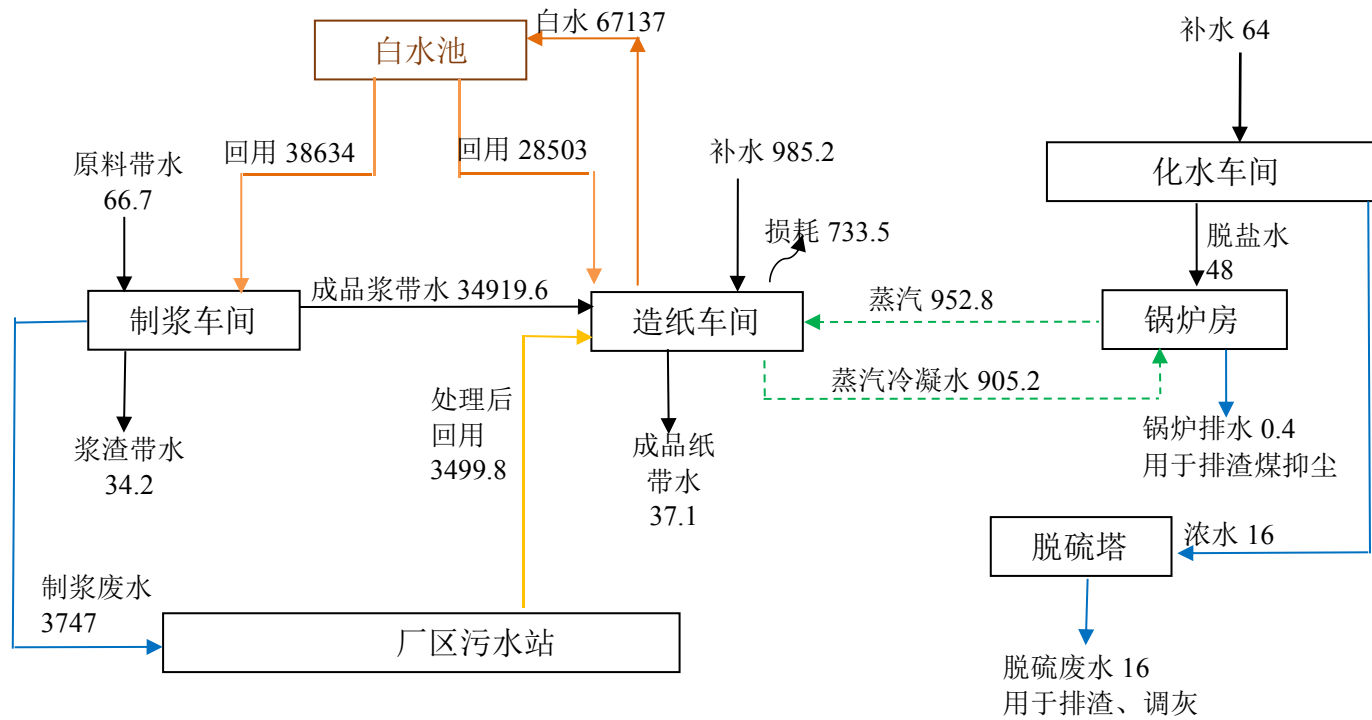 白水 67137
补水 64
白水池
回用 38634
回用 28503
补水 985.2
原料带水
66.7
化水车间
损耗 733.5
脱盐水
48
成品浆带水 34919.6
制浆车间
造纸车间
蒸汽 952.8
锅炉房
蒸汽冷凝水 905.2
处理后
回用
3499.8
浆渣带水
34.2
成品纸
带水
37.1
锅炉排水 0.4
用于排渣煤抑尘
脱硫塔
浓水 16
制浆废水
3747
厂区污水站
脱硫废水 16
用于排渣、调灰